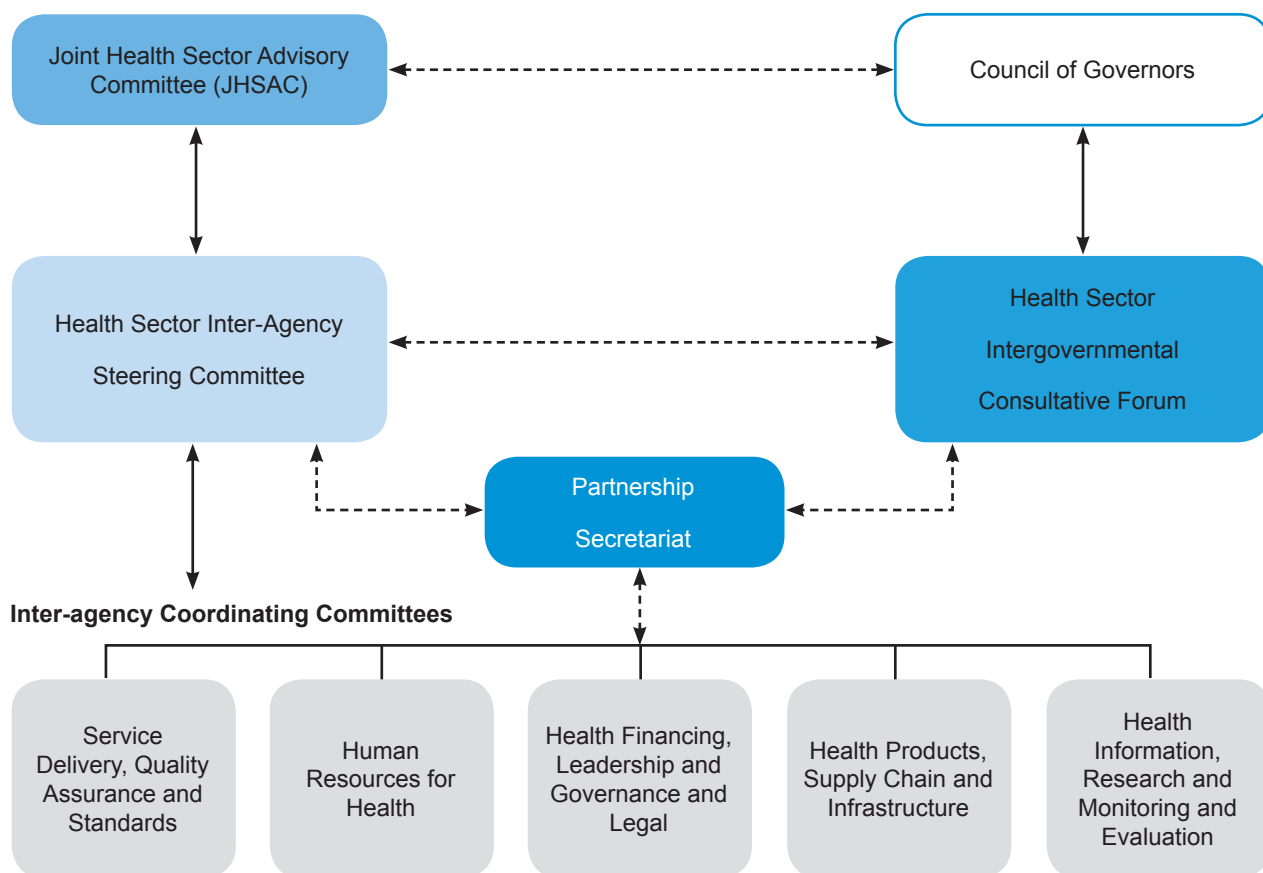 Joint Health Sector Advisory
Committee (JHSAC)
Council of Governors
Health Sector Inter-Agency
Steering Committee
Health Sector
Intergovernmental
Consultative Forum
Partnership
Secretariat
Inter-agency Coordinating Committees
Service
Delivery, Quality
Assurance and
Standards
Human
Resources for
Health
Health Financing,
Leadership and
Governance and
Legal
Health Products,
Supply Chain and
Infrastructure
Health
Information,
Research and
Monitoring and
Evaluation